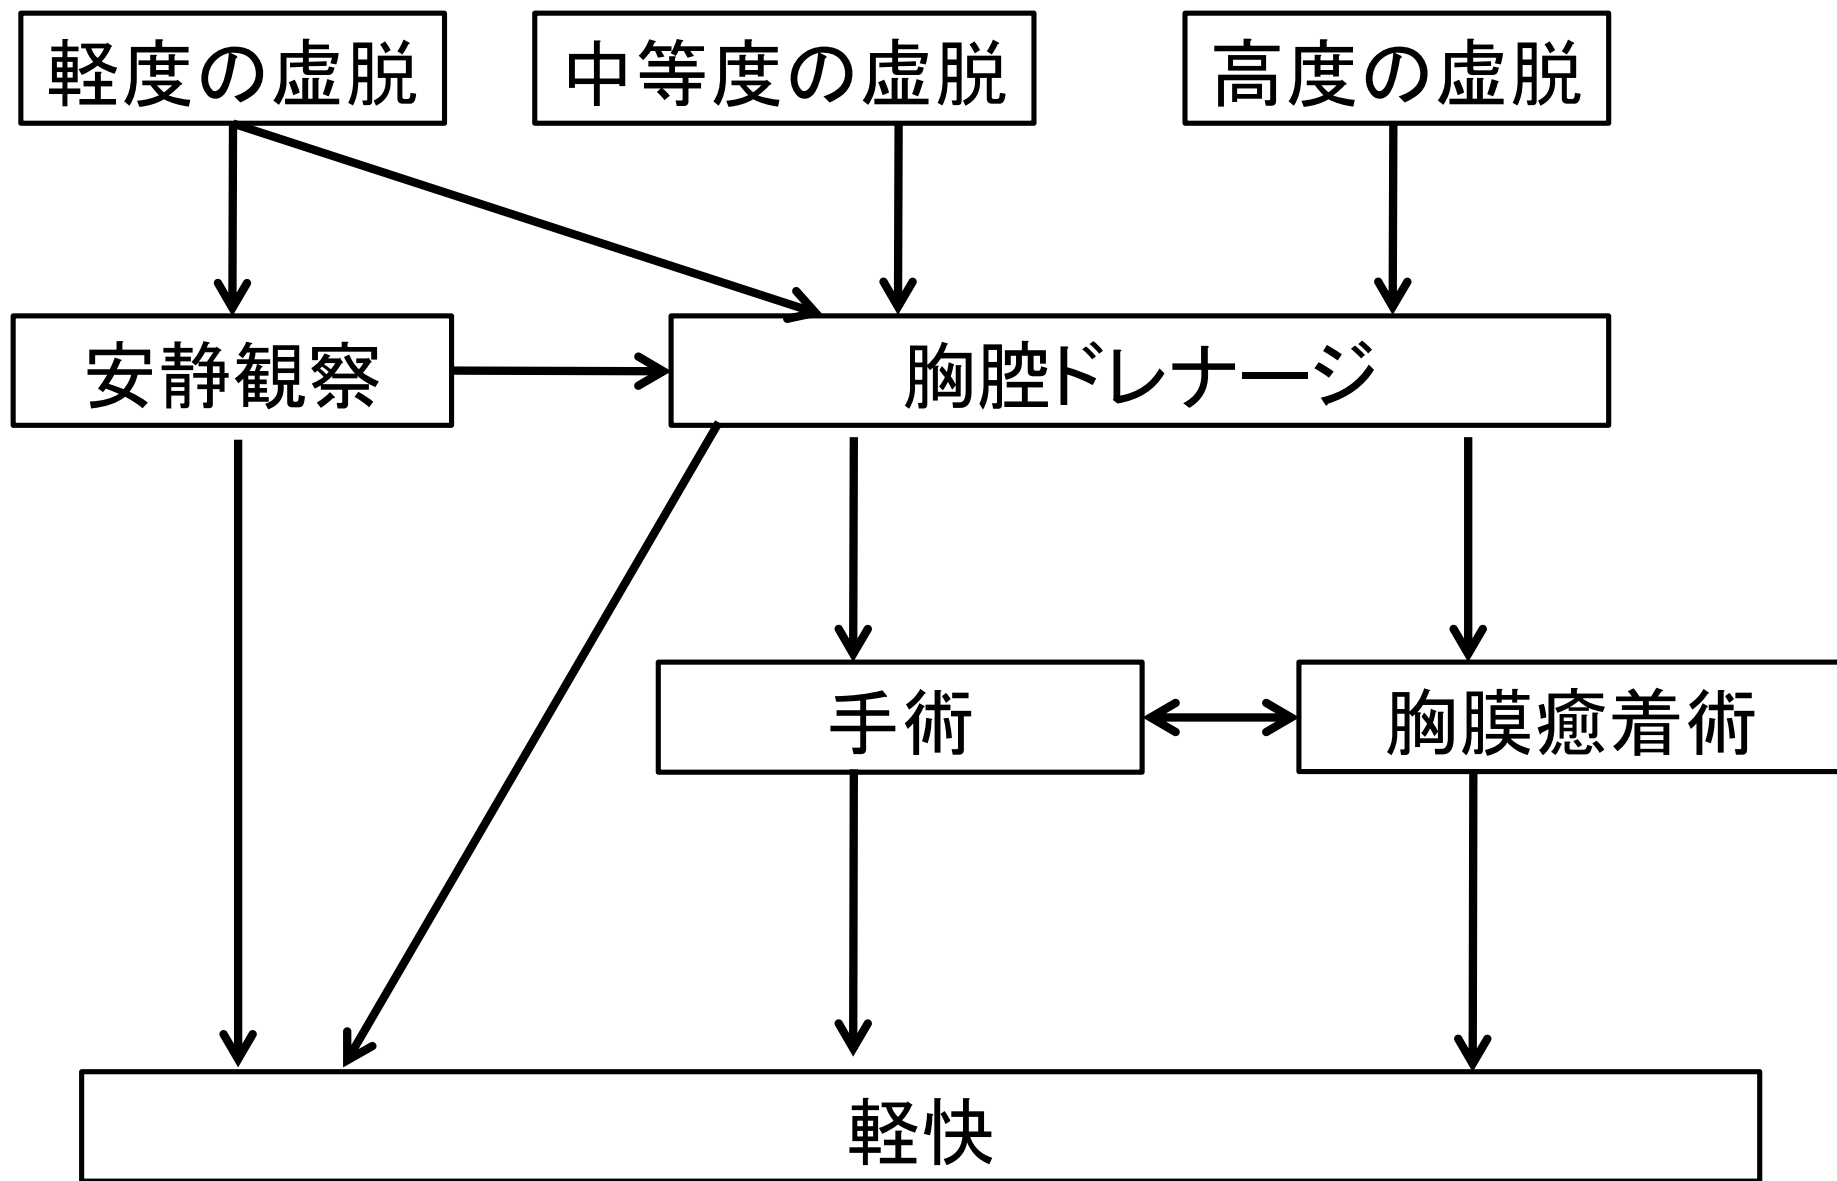 軽度の虚脱
中等度の虚脱
高度の虚脱
安静観察
胸腔ドレナージ
手術
胸膜癒着術
軽快